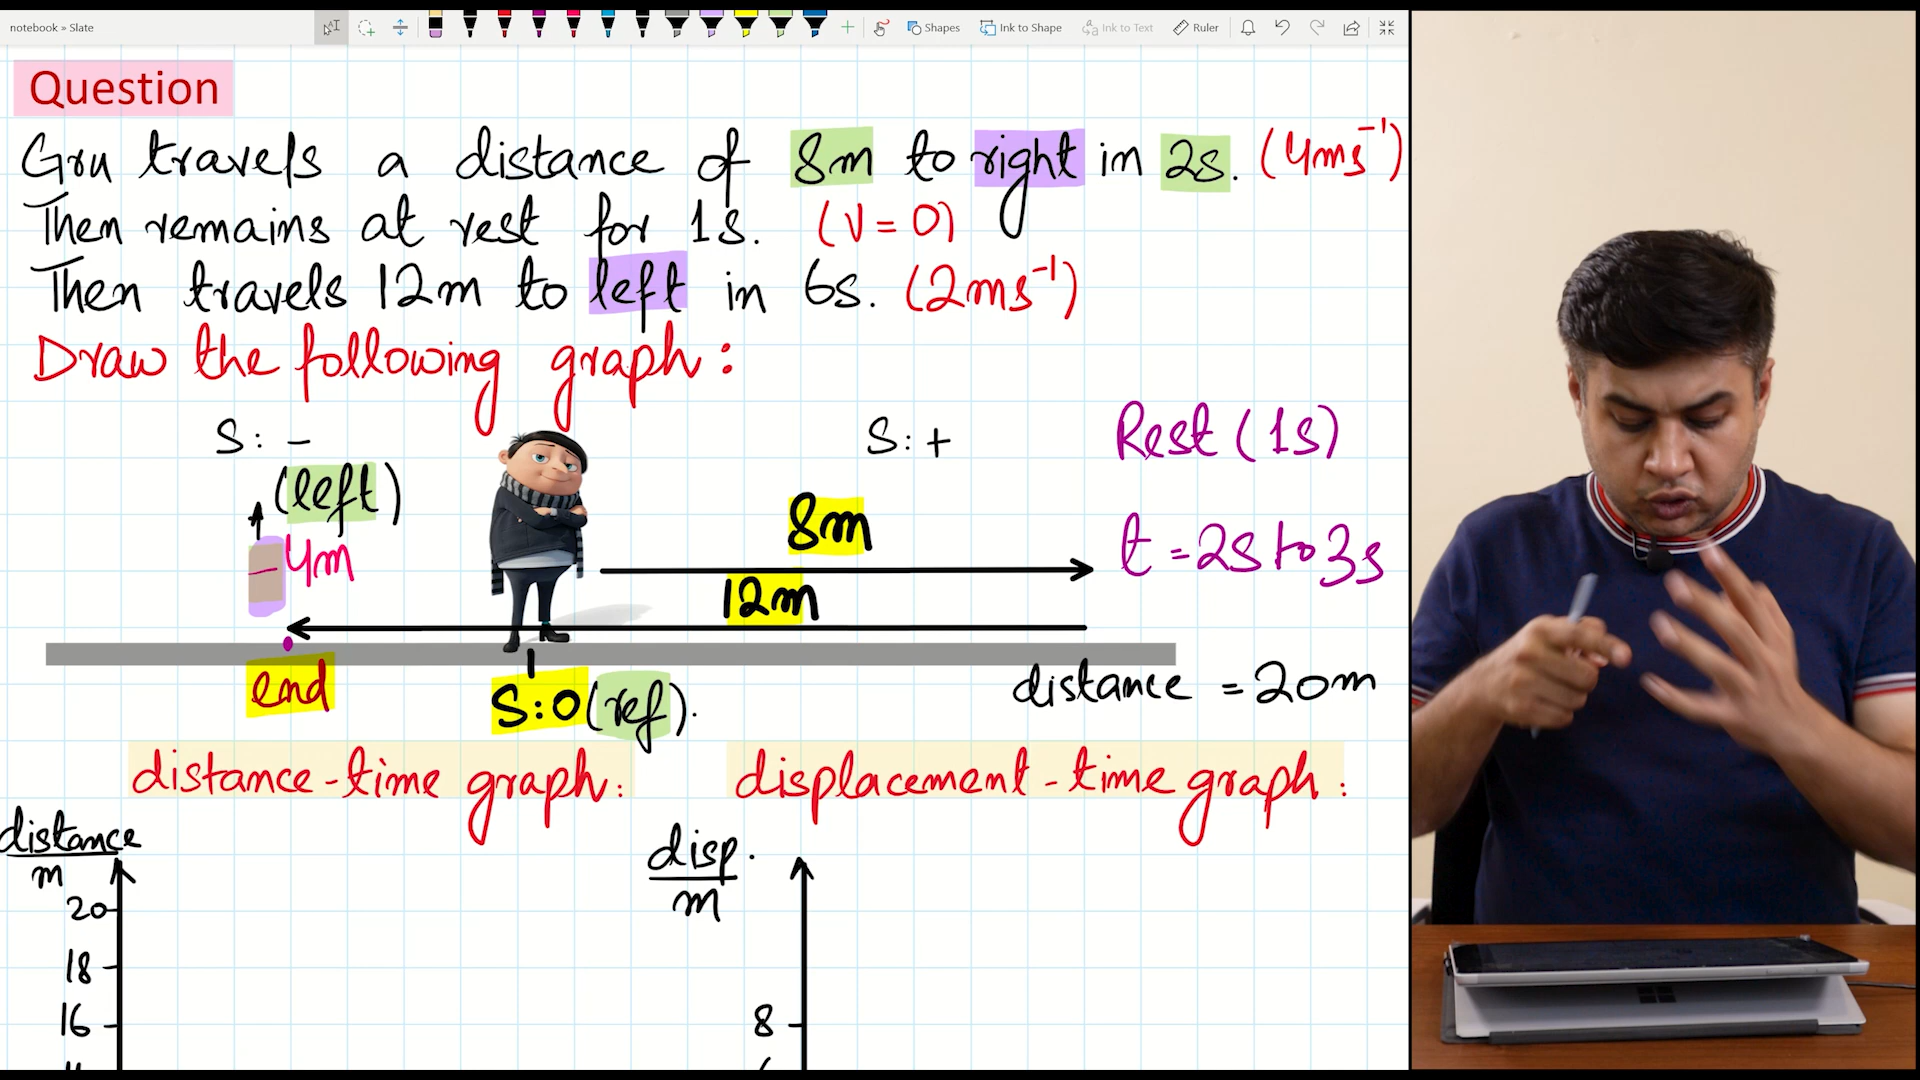 notebook » Slate
Shapes
Ink to Shape
Ink to Text
Ruler
Question
Gru travels a distance of 8m to right in 2s. (4ms⁻¹)
Then remains at rest for 1s. (V = 0)
Then travels 12m to left in 6s. (2ms⁻¹)
Draw the following graph:
S: -
(left)
S: +
Rest (1s)
8m
-4m
t = 2s to 3s
12m
end
S:0 (ref).
distance = 20m
distance-time graph:
displacement-time graph:
distance
m
20
18
16
disp.
m
8